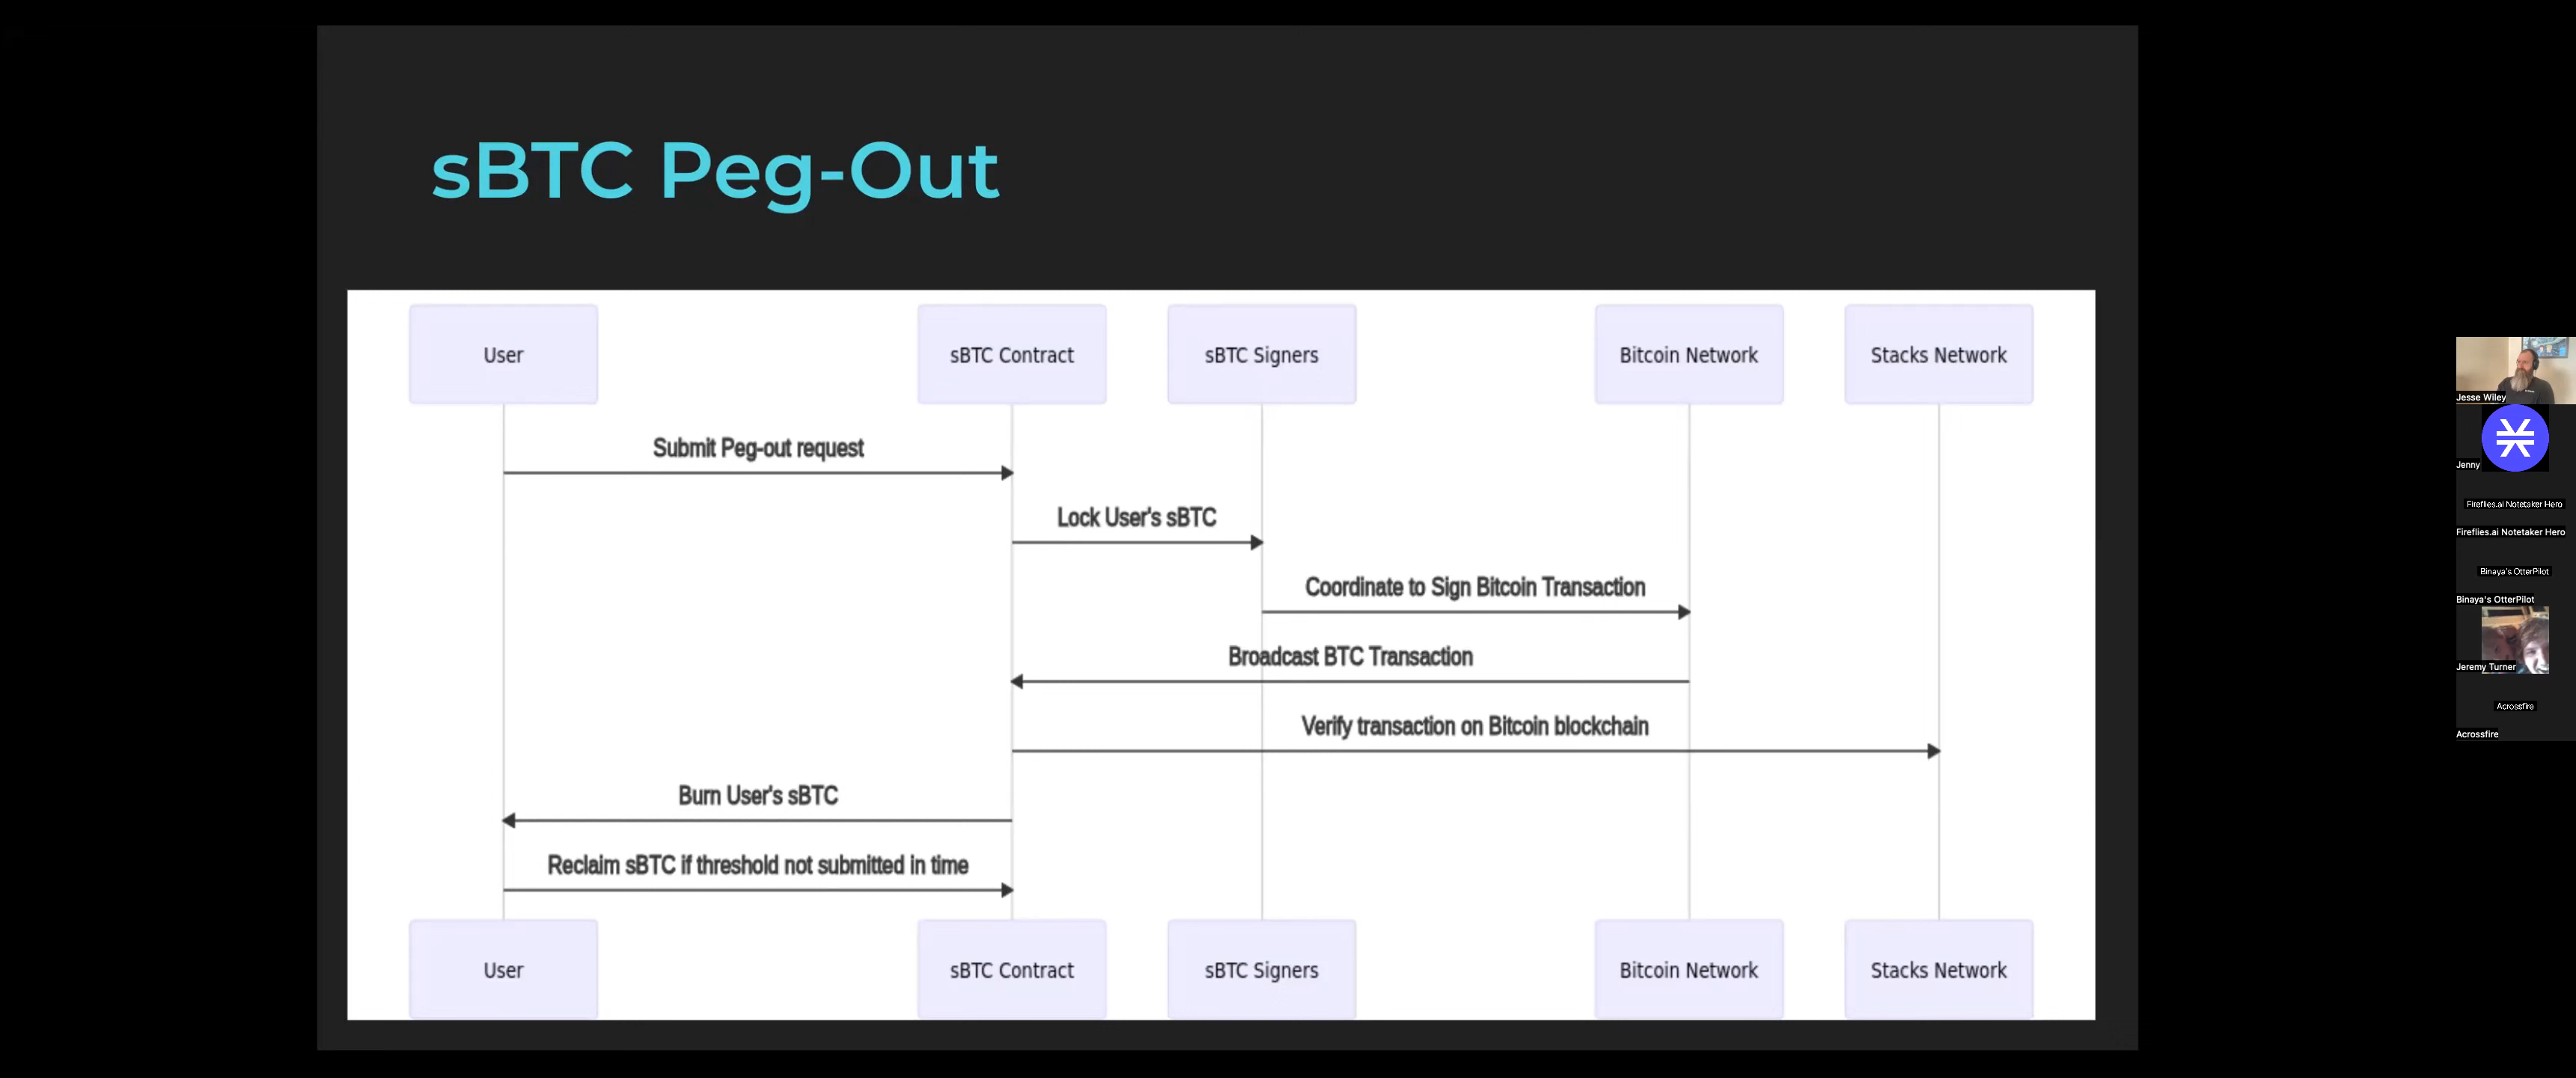 sBTC Peg-Out
User
sBTC Contract
sBTC Signers
Bitcoin Network
Stacks Network
Submit Peg-out request
Lock User's sBTC
Coordinate to Sign Bitcoin Transaction
Broadcast BTC Transaction
Verify transaction on Bitcoin blockchain
Burn User's sBTC
Reclaim sBTC if threshold not submitted in time
User
sBTC Contract
sBTC Signers
Bitcoin Network
Stacks Network
Jesse Wiley
Jenny
Fireflies.ai Notetaker Hero
Fireflies.ai Notetaker Hero
Binaya's OtterPilot
Binaya's OtterPilot
Jeremy Turner
Acrossfire
Acrossfire